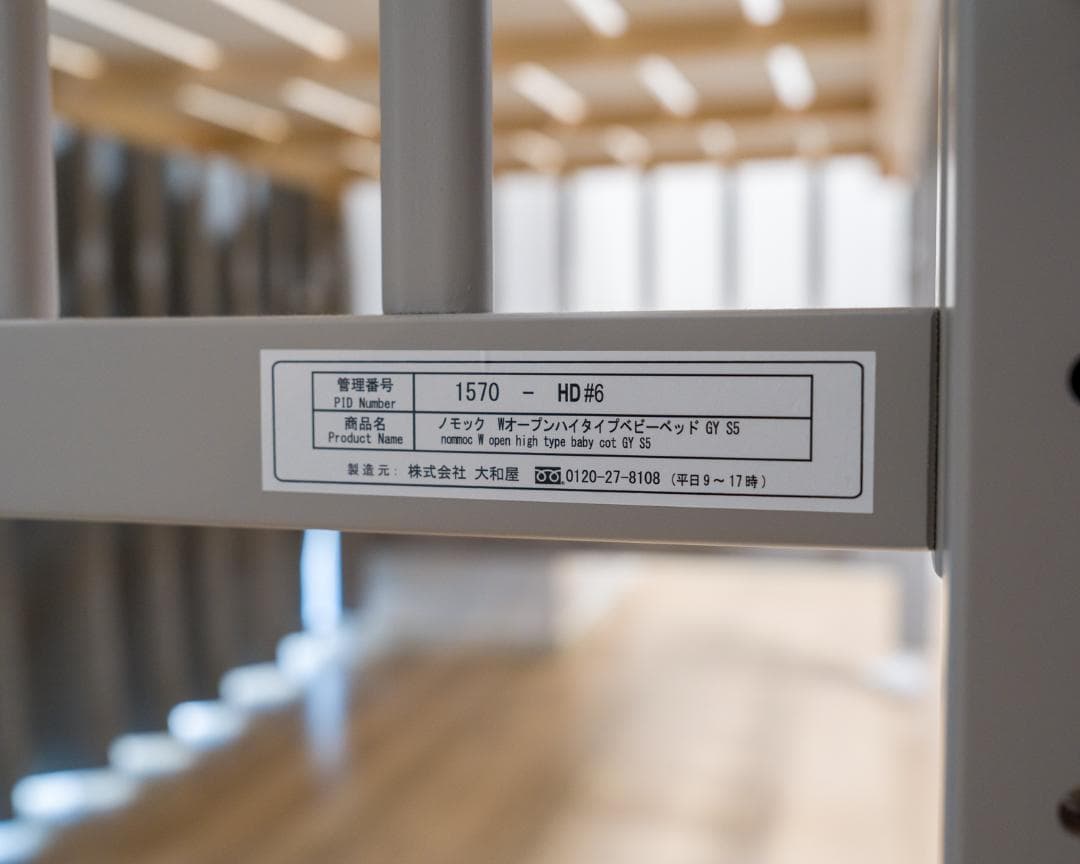 管理番号 1570 - HD#6
PID Number
商品名 ノモック Wオープンハイタイプベビーベッド GY S5
Product Name nommoc W open high type baby cot GY S5
製造元: 株式会社 大和屋 0120-27-8108 (平日9～17時)